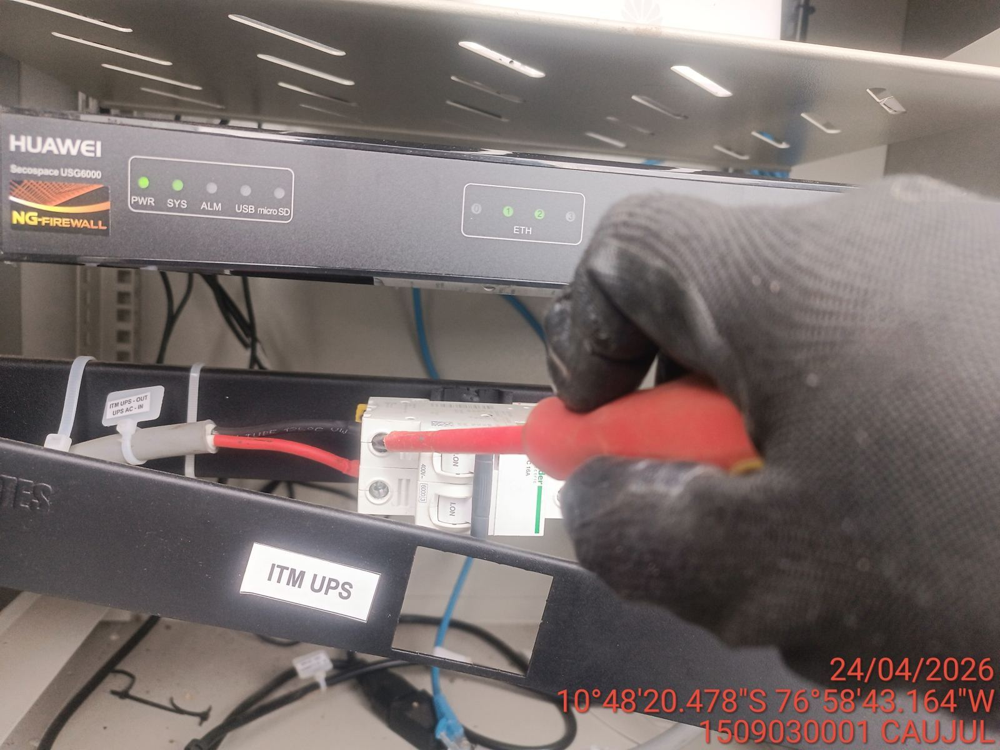 HUAWEI
Secospace USG6000
NG-FIREWALL
PWR SYS ALM USB micro SD
0 1 2 3
ETH
ITM UPS - OUT
UPS AC - IN
I.ON
I.ON
400V~
6000 3
C 16A
ITM UPS
24/04/2026
10°48'20.478"S 76°58'43.164"W
1509030001 CAUJUL